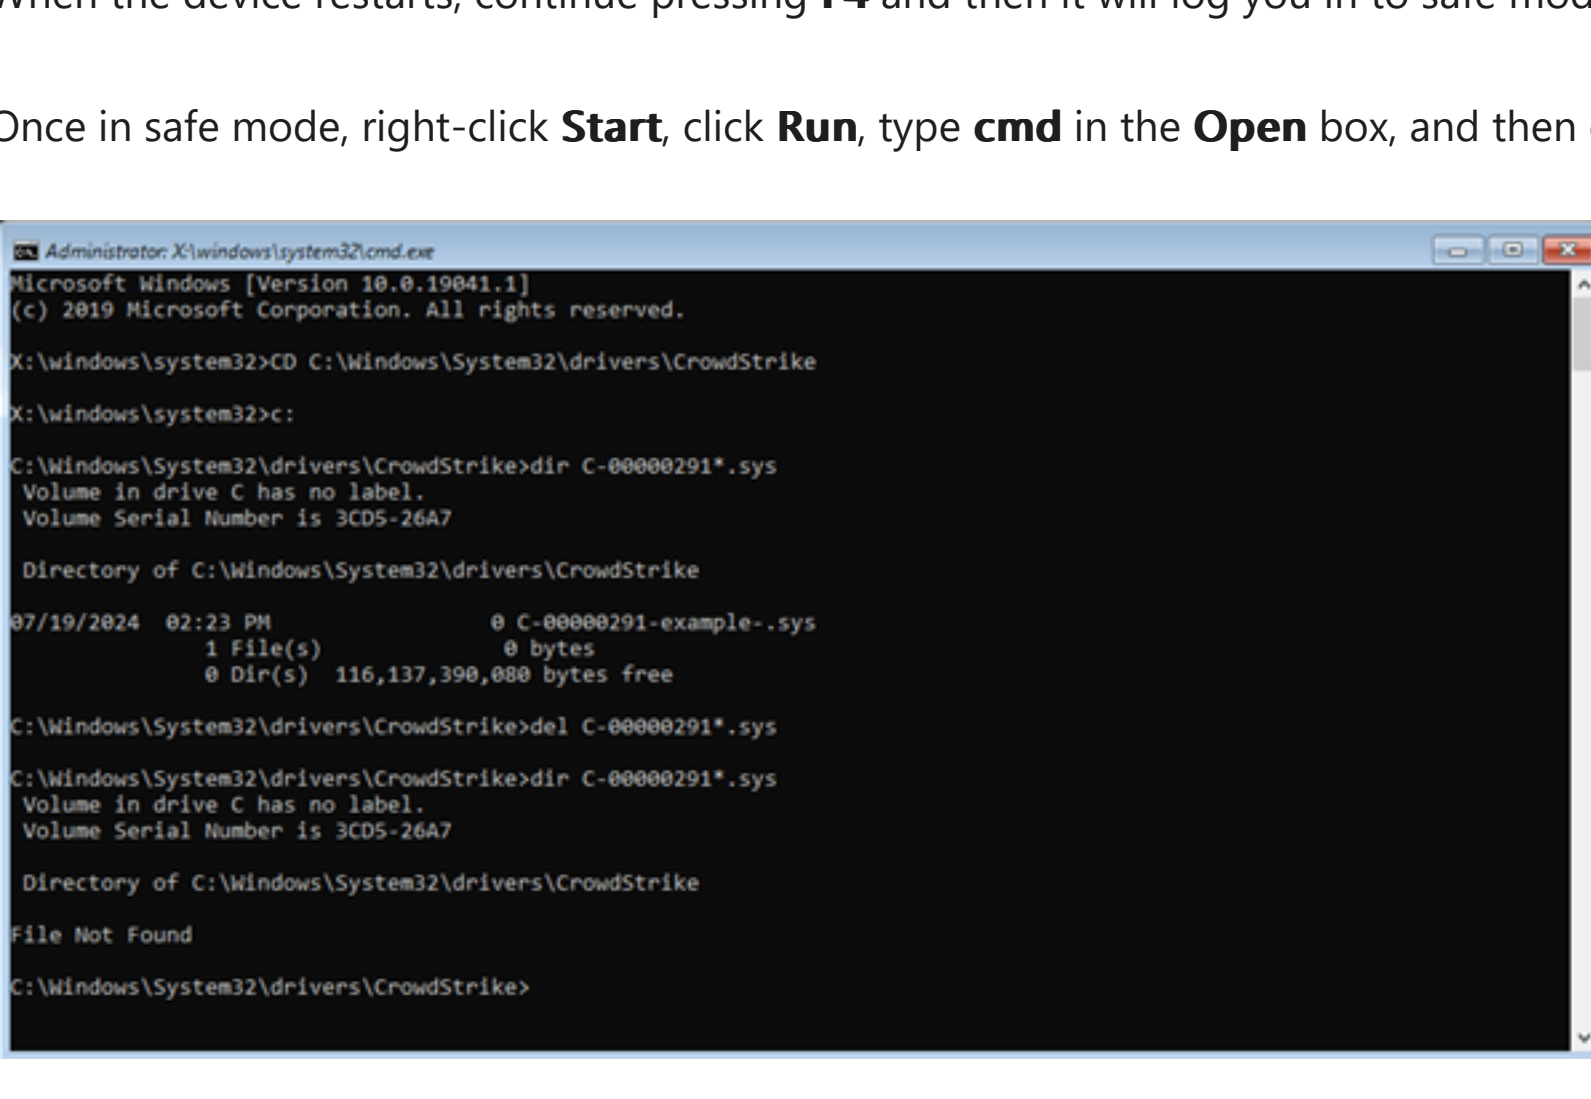 When the device restarts, continue pressing F4 and then it will log you in to safe mod
Once in safe mode, right-click Start, click Run, type cmd in the Open box, and then
Administrator: X:\windows\system32\cmd.exe
Microsoft Windows [Version 10.0.19041.1]
(c) 2019 Microsoft Corporation. All rights reserved.
X:\windows\system32>CD C:\Windows\System32\drivers\CrowdStrike
X:\windows\system32>c:
C:\Windows\System32\drivers\CrowdStrike>dir C-00000291*.sys
Volume in drive C has no label.
Volume Serial Number is 3CD5-26A7
Directory of C:\Windows\System32\drivers\CrowdStrike
07/19/2024  02:23 PM                 0 C-00000291-example-.sys
1 File(s)              0 bytes
0 Dir(s)  116,137,390,080 bytes free
C:\Windows\System32\drivers\CrowdStrike>del C-00000291*.sys
C:\Windows\System32\drivers\CrowdStrike>dir C-00000291*.sys
Volume in drive C has no label.
Volume Serial Number is 3CD5-26A7
Directory of C:\Windows\System32\drivers\CrowdStrike
File Not Found
C:\Windows\System32\drivers\CrowdStrike>